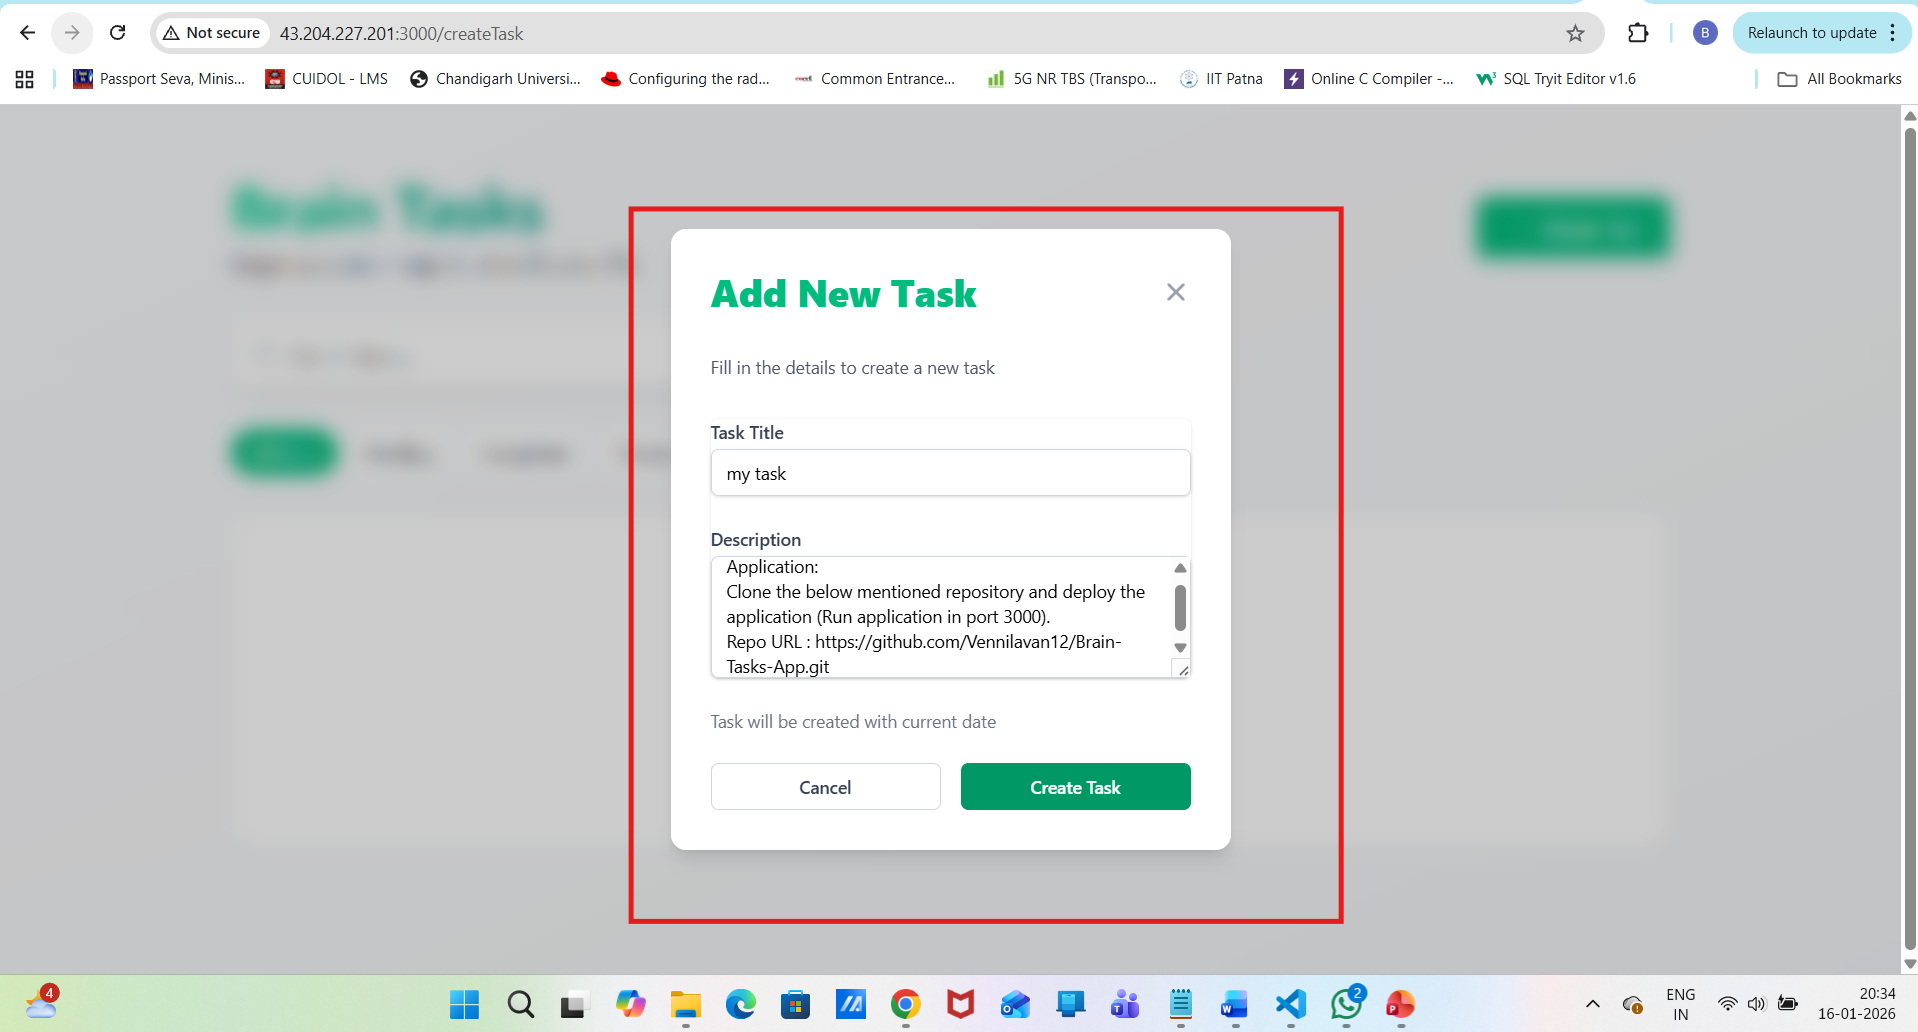 Not secure
43.204.227.201:3000/createTask
B
Relaunch to update
Passport Seva, Minis...
CUIDOL - LMS
Chandigarh Universi...
Configuring the rad...
Common Entrance...
5G NR TBS (Transpo...
IIT Patna
Online C Compiler -...
SQL Tryit Editor v1.6
All Bookmarks
Brain Tasks
Add New Task
Fill in the details to create a new task
Task Title
my task
Description
Application:
Clone the below mentioned repository and deploy the
application (Run application in port 3000).
Repo URL : https://github.com/Vennilavan12/Brain-
Tasks-App.git
Task will be created with current date
Cancel
Create Task
4
2
ENG
IN
20:34
16-01-2026